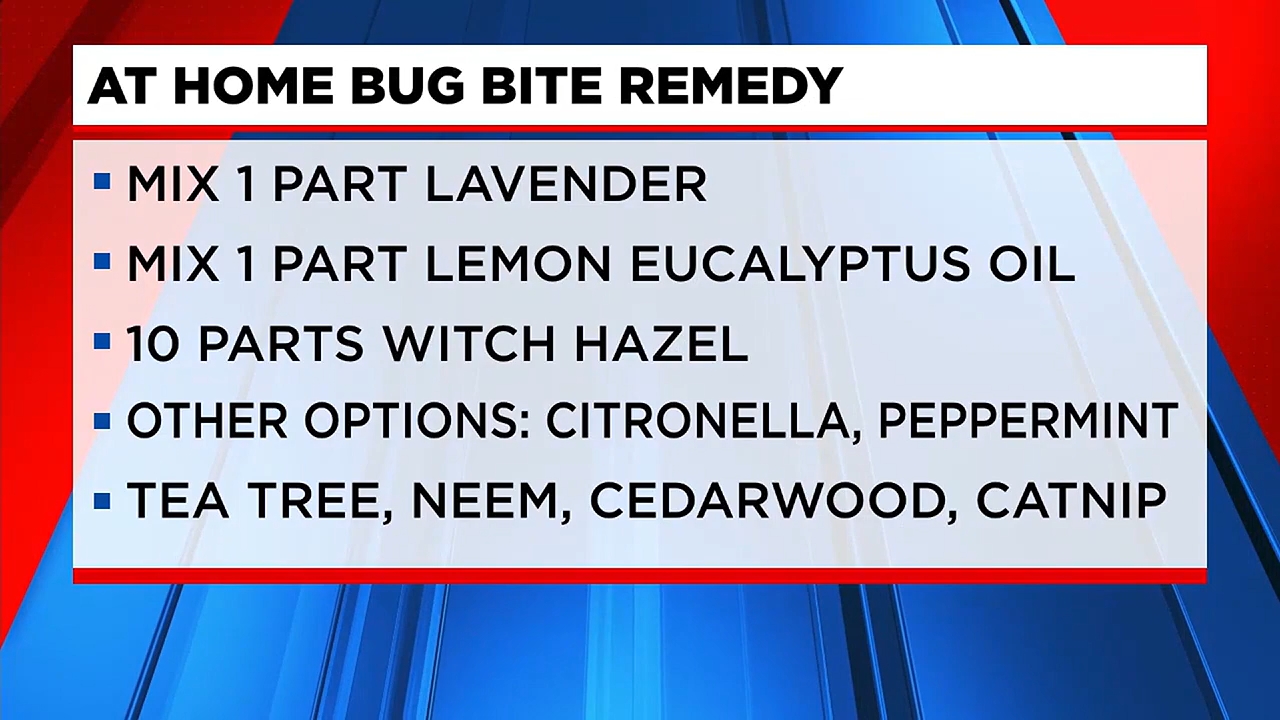 AT HOME BUG BITE REMEDY
MIX 1 PART LAVENDER
MIX 1 PART LEMON EUCALYPTUS OIL
10 PARTS WITCH HAZEL
OTHER OPTIONS: CITRONELLA, PEPPERMINT
TEA TREE, NEEM, CEDARWOOD, CATNIP